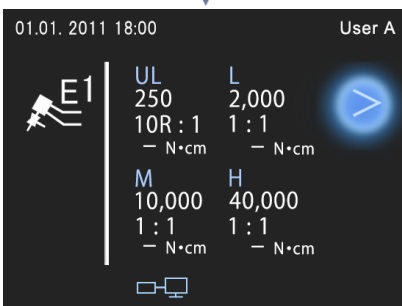 01.01. 2011 18:00 User A
E1
UL L
250 2,000
10R : 1 1 : 1
– N•cm – N•cm
M H
10,000 40,000
1 : 1 1 : 1
– N•cm – N•cm
>